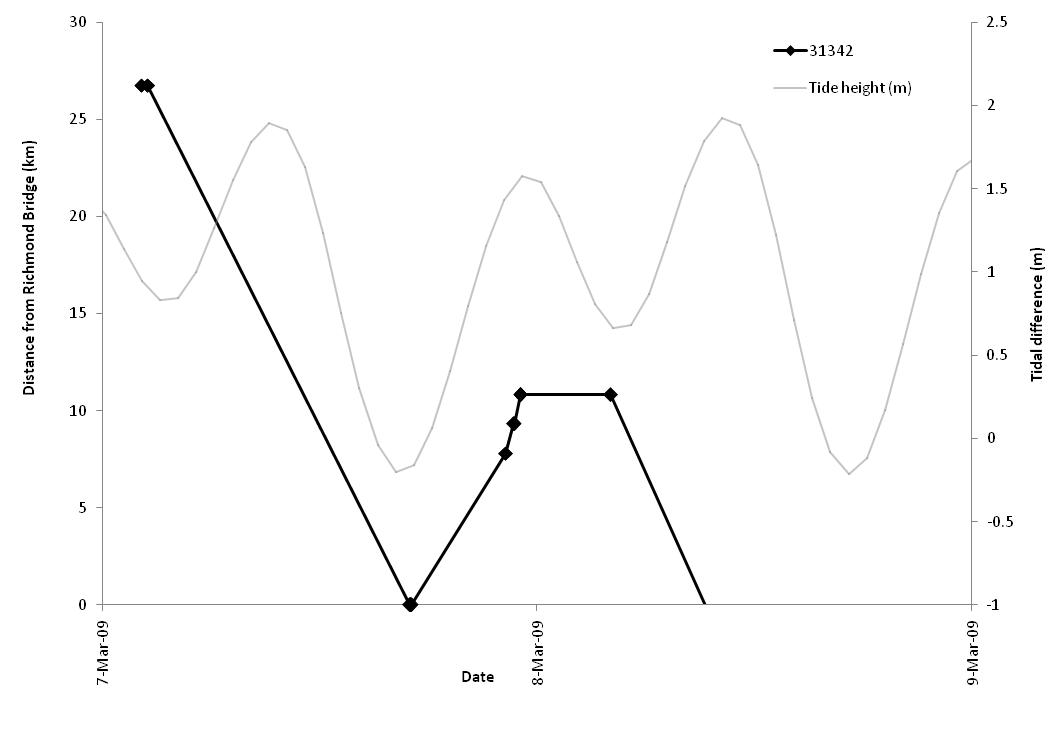 30
25
20
15
10
5
0
Distance from Richmond Bridge (km)
2.5
2
1.5
1
0.5
0
-0.5
-1
Tidal difference (m)
31342
Tide height (m)
7-Mar-09
8-Mar-09
9-Mar-09
Date